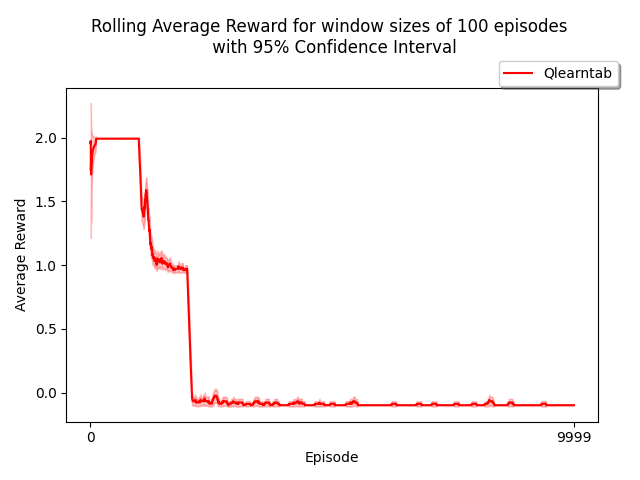 Rolling Average Reward for window sizes of 100 episodes
with 95% Confidence Interval
Qlearntab
2.0
1.5
1.0
0.5
0.0
Average Reward
0
9999
Episode